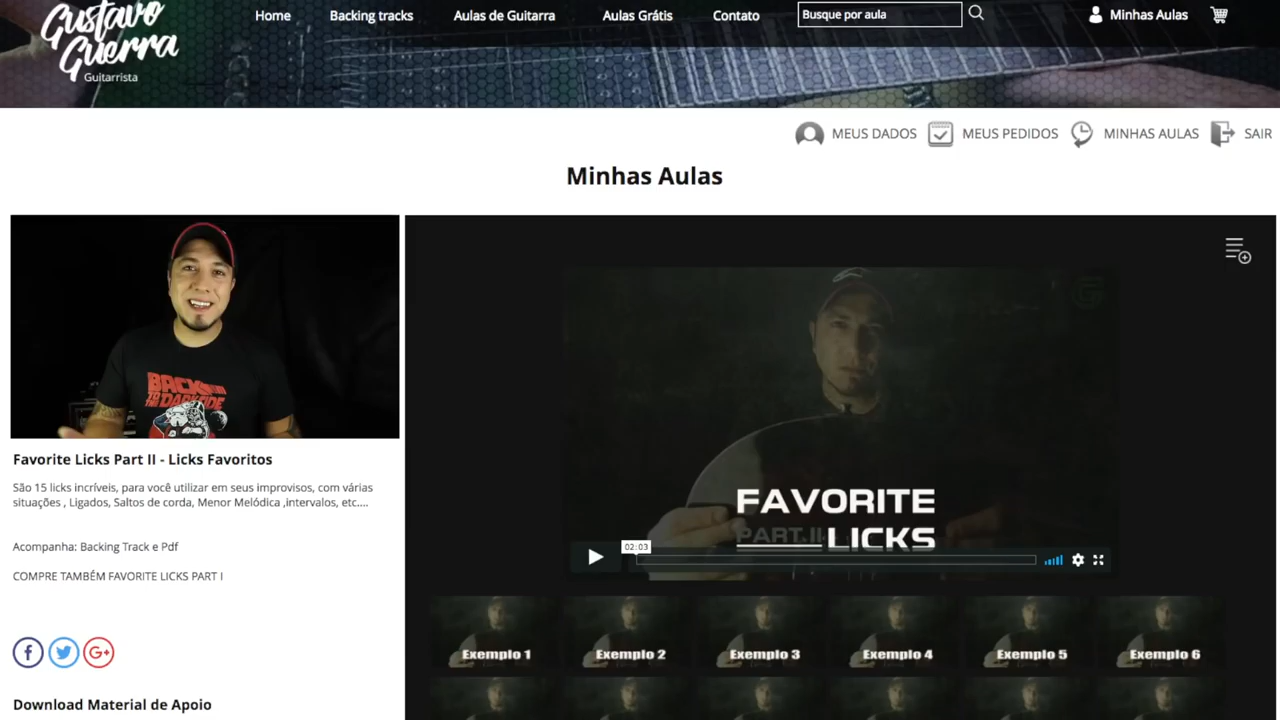 Gustavo
Guerra
Guitarrista
Home
Backing tracks
Aulas de Guitarra
Aulas Grátis
Contato
Busque por aula
Minhas Aulas
MEUS DADOS
MEUS PEDIDOS
MINHAS AULAS
SAIR
Minhas Aulas
BACK
TO THE
DARKSIDE
Favorite Licks Part II - Licks Favoritos
São 15 licks incríveis, para você utilizar em seus improvisos, com várias
situações , Ligados, Saltos de corda, Menor Melódica ,intervalos, etc....
Acompanha: Backing Track e Pdf
COMPRE TAMBÉM FAVORITE LICKS PART I
f
G+
Download Material de Apoio
FAVORITE
PART.II LICKS
02:03
Exemplo 1
Exemplo 2
Exemplo 3
Exemplo 4
Exemplo 5
Exemplo 6